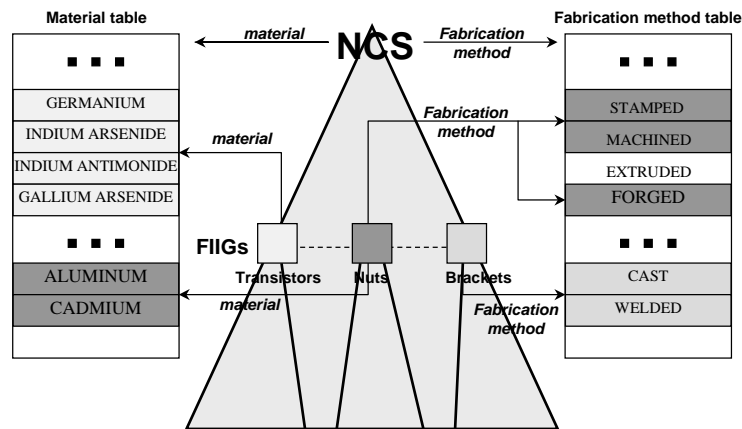 Material table
Fabrication method table
material
NCS
Fabrication
method
GERMANIUM
INDIUM ARSENIDE
INDIUM ANTIMONIDE
GALLIUM ARSENIDE
material
Fabrication
method
STAMPED
MACHINED
EXTRUDED
FORGED
FIIGs
Transistors
Nuts
Brackets
ALUMINUM
CADMIUM
material
Fabrication
method
CAST
WELDED